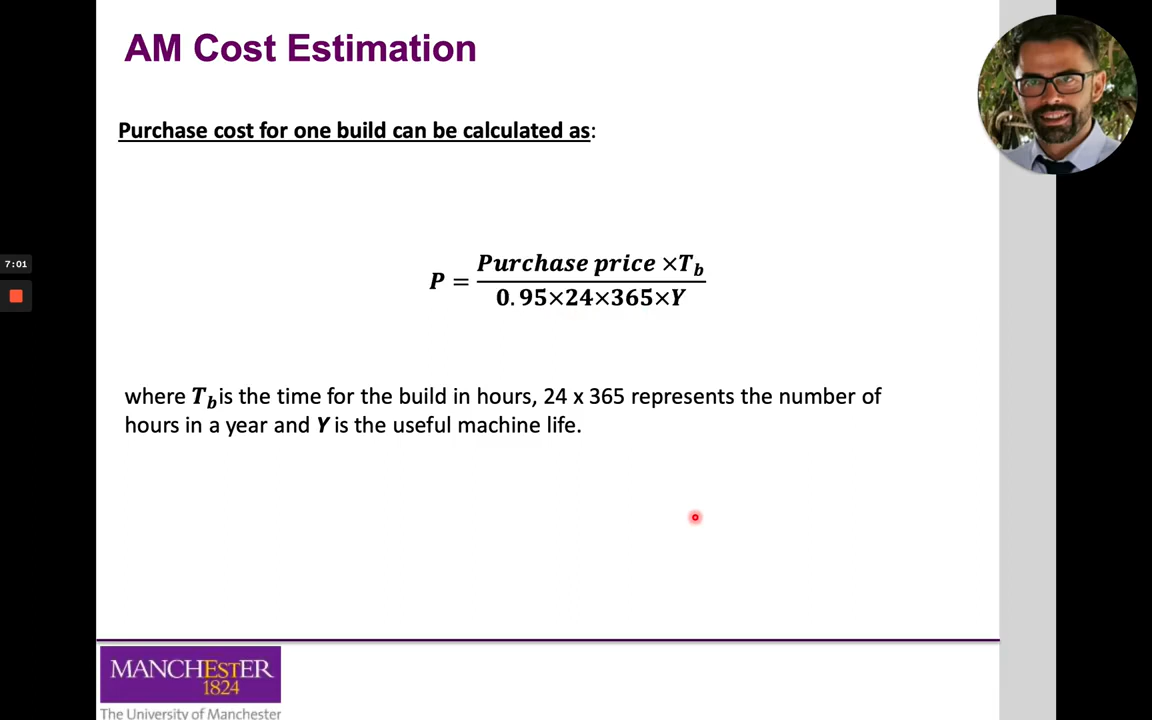 AM Cost Estimation
Purchase cost for one build can be calculated as:
7:01
P = Purchase price ×T_b
0.95×24×365×Y
where T_b is the time for the build in hours, 24 x 365 represents the number of
hours in a year and Y is the useful machine life.
MANCHESTER
1824
The University of Manchester